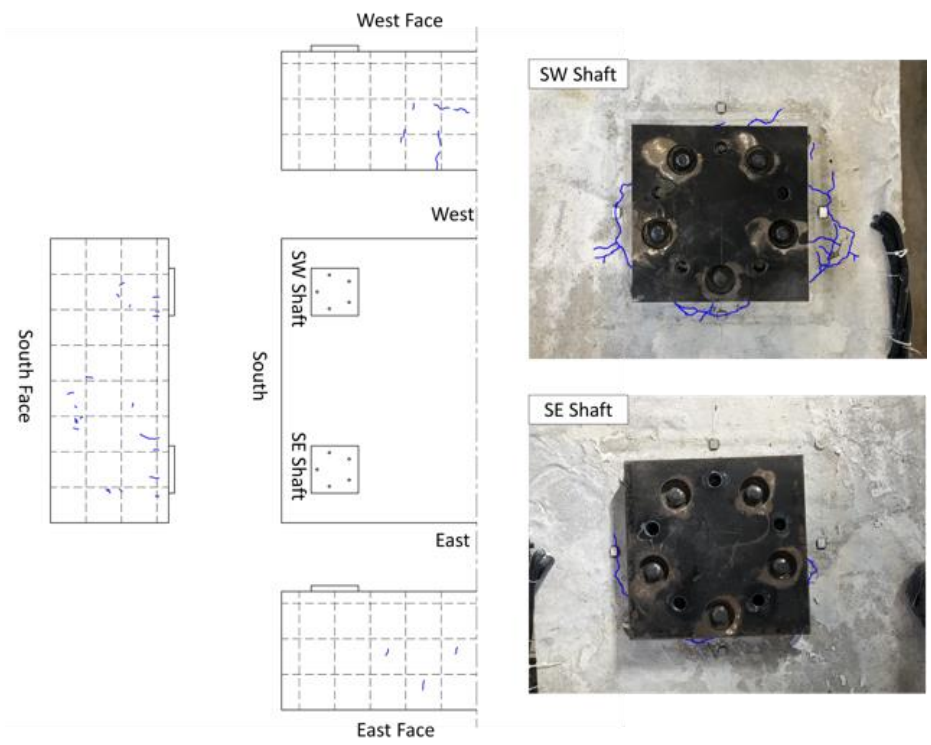 West Face
SW Shaft
West
SW Shaft
South Face
South
SE Shaft
SE Shaft
East
East Face